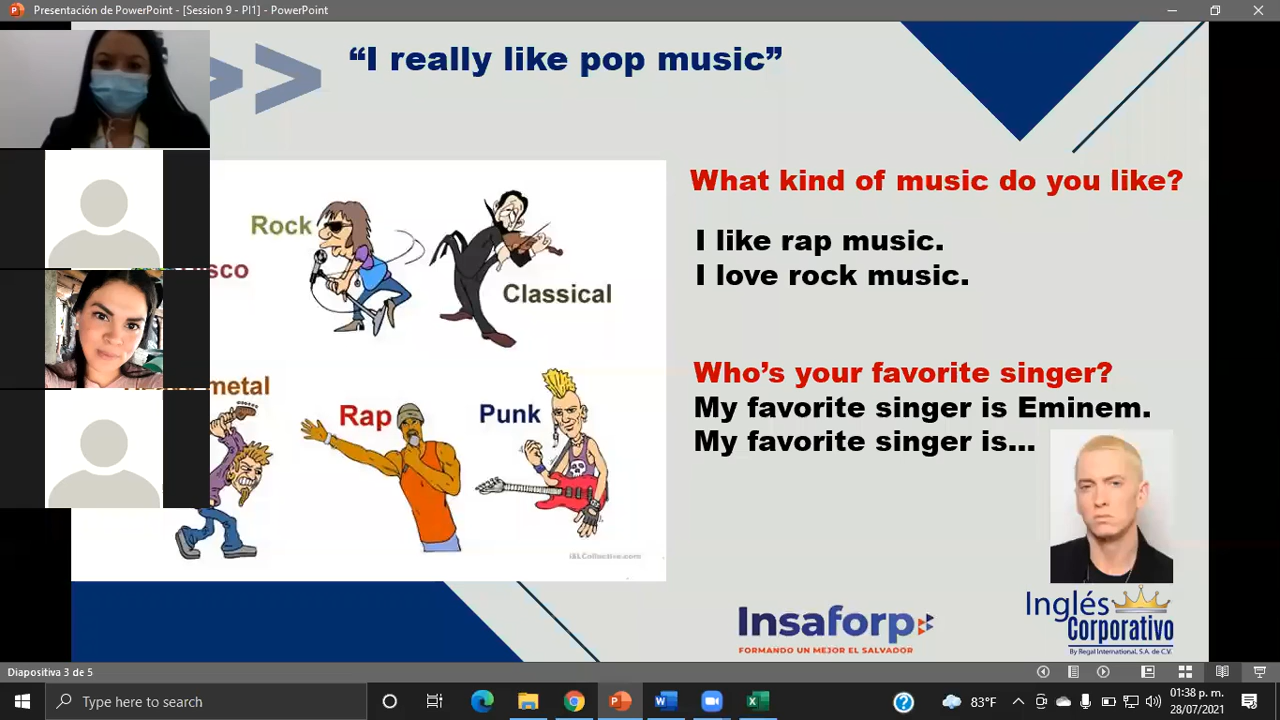 Presentación de PowerPoint - [Session 9 - PI1] - PowerPoint
“I really like pop music”
Rock
Classical
metal
Rap
Punk
iSLCollective.com
What kind of music do you like?
I like rap music.
I love rock music.
Who’s your favorite singer?
My favorite singer is Eminem.
My favorite singer is...
Insaforp
FORMANDO UN MEJOR EL SALVADOR
Inglés
Corporativo
By Regal International, S.A. de C.V.
Diapositiva 3 de 5
Type here to search
83°F
01:38 p. m.
28/07/2021